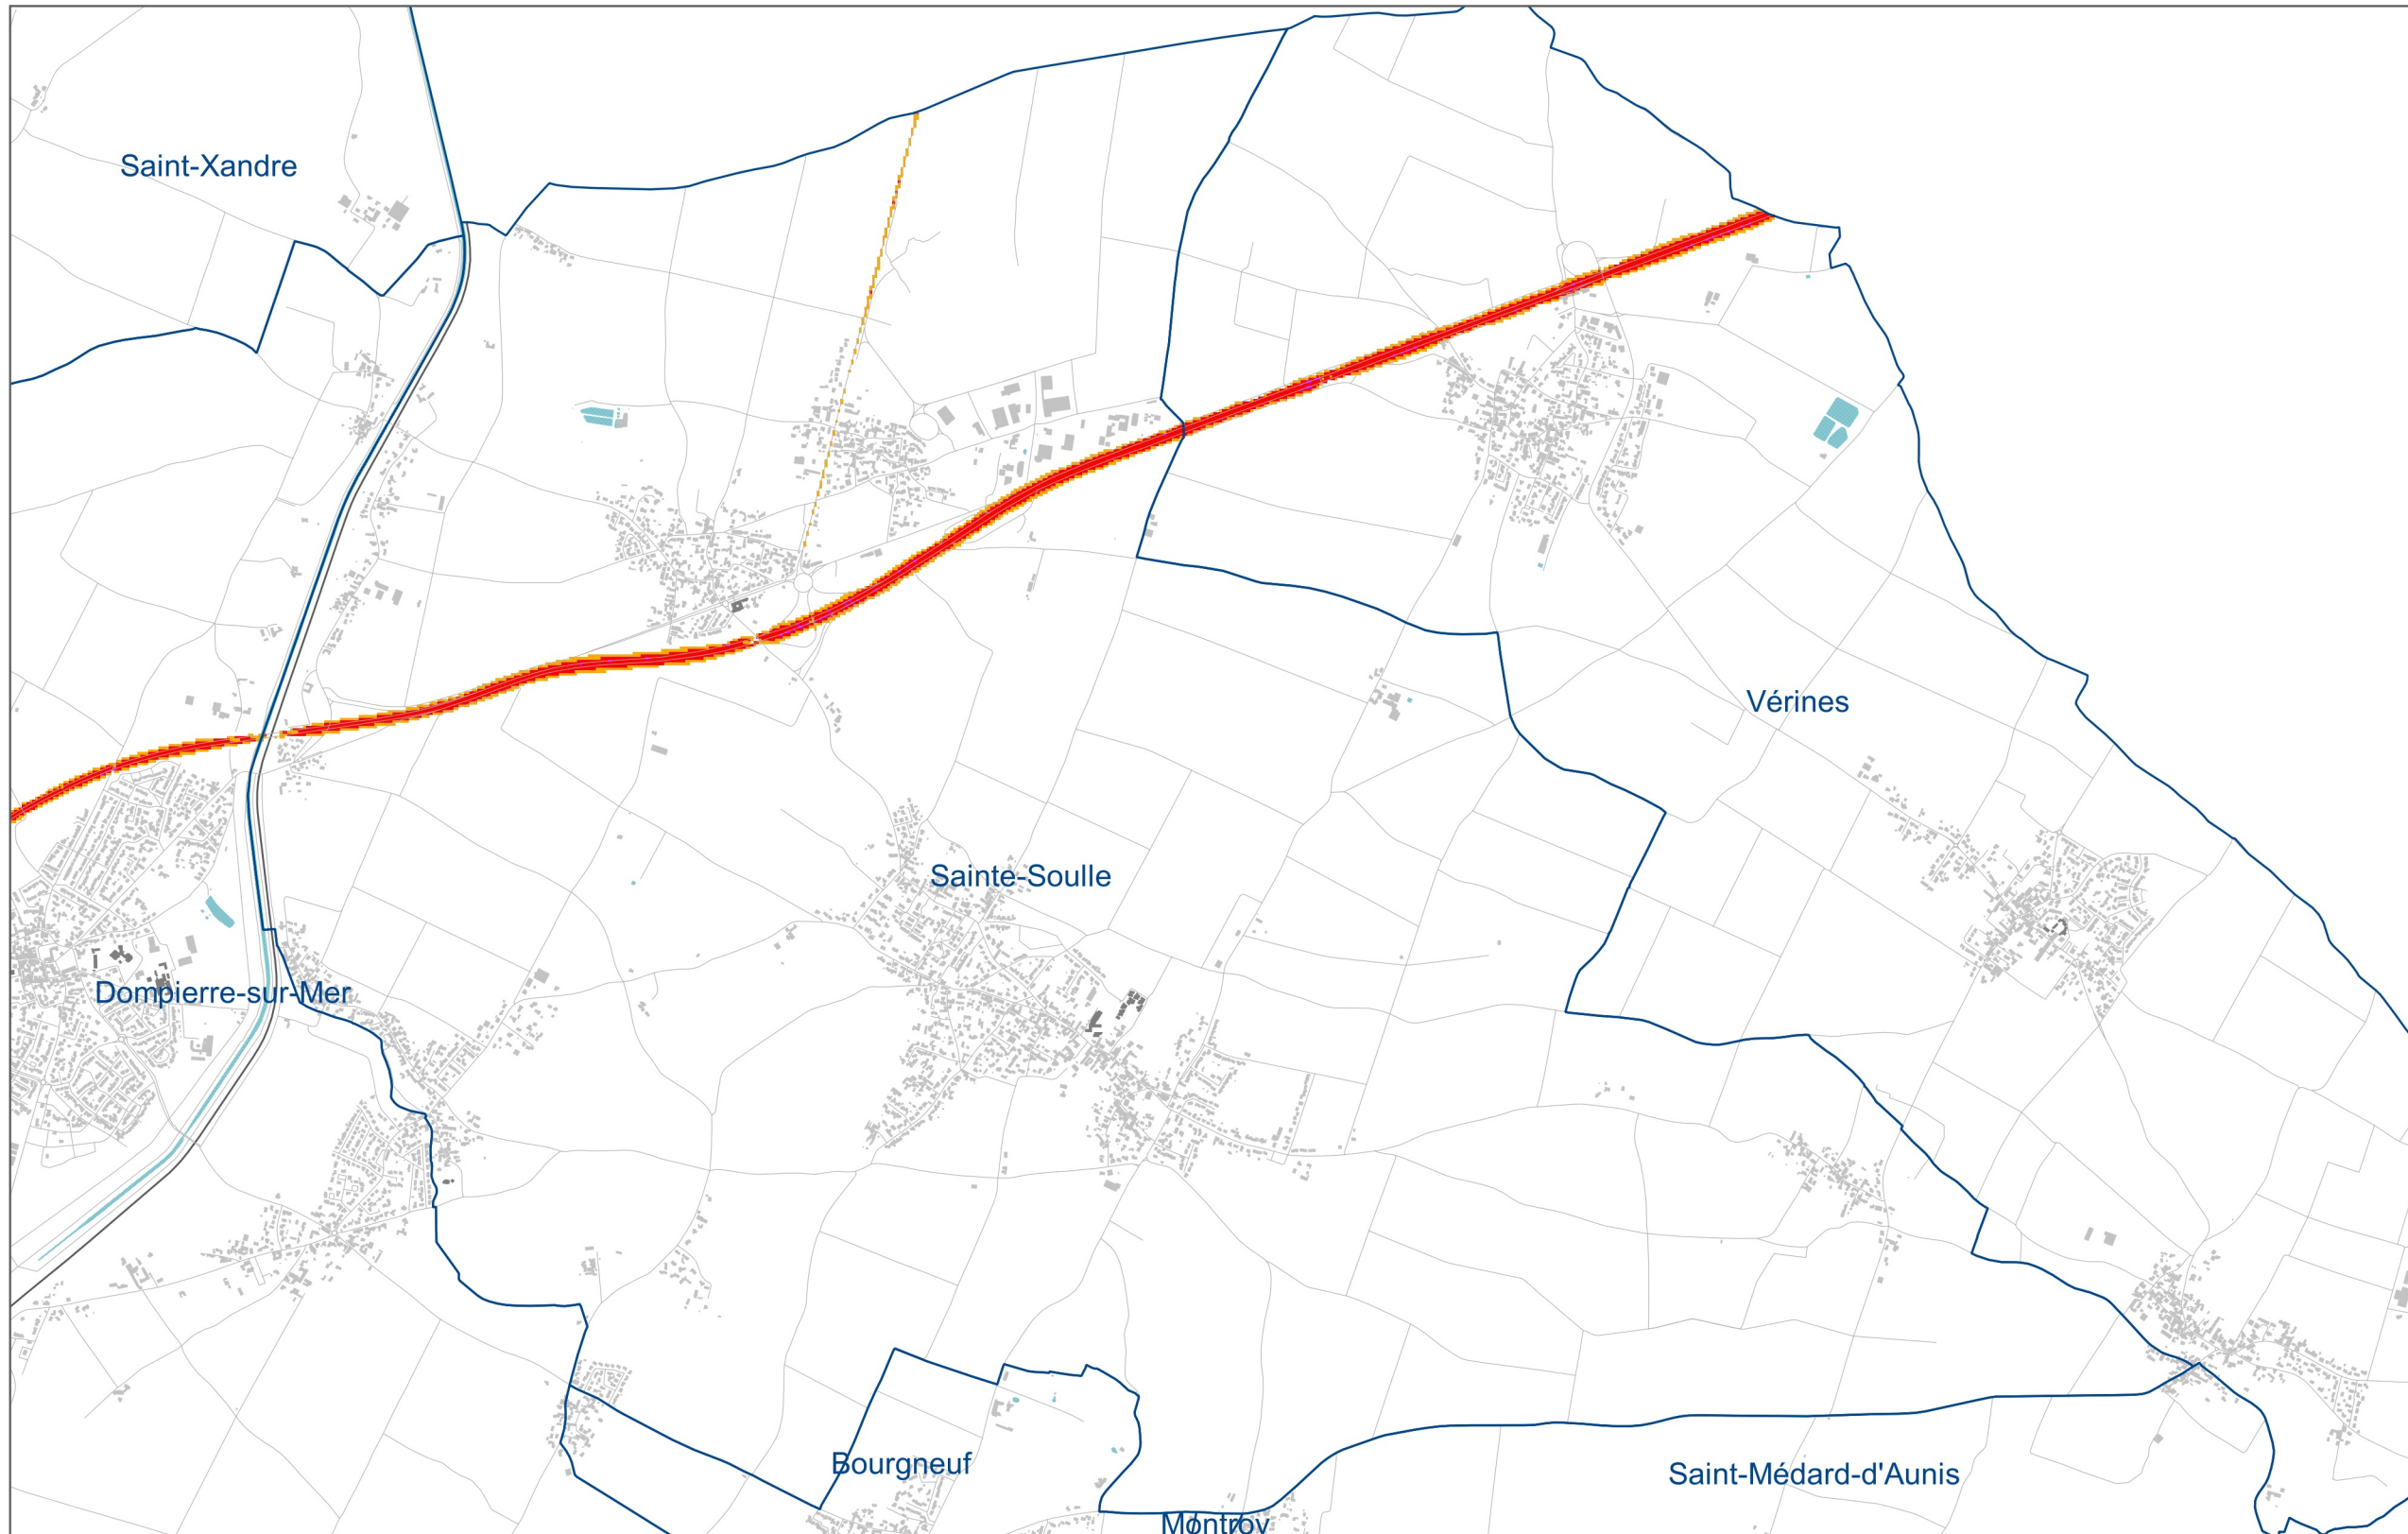 Saint-Xandre
Vérines
Sainte-Soulle
Dompierre-sur-Mer
Bourgneuf
Saint-Médard-d'Aunis
Montroy